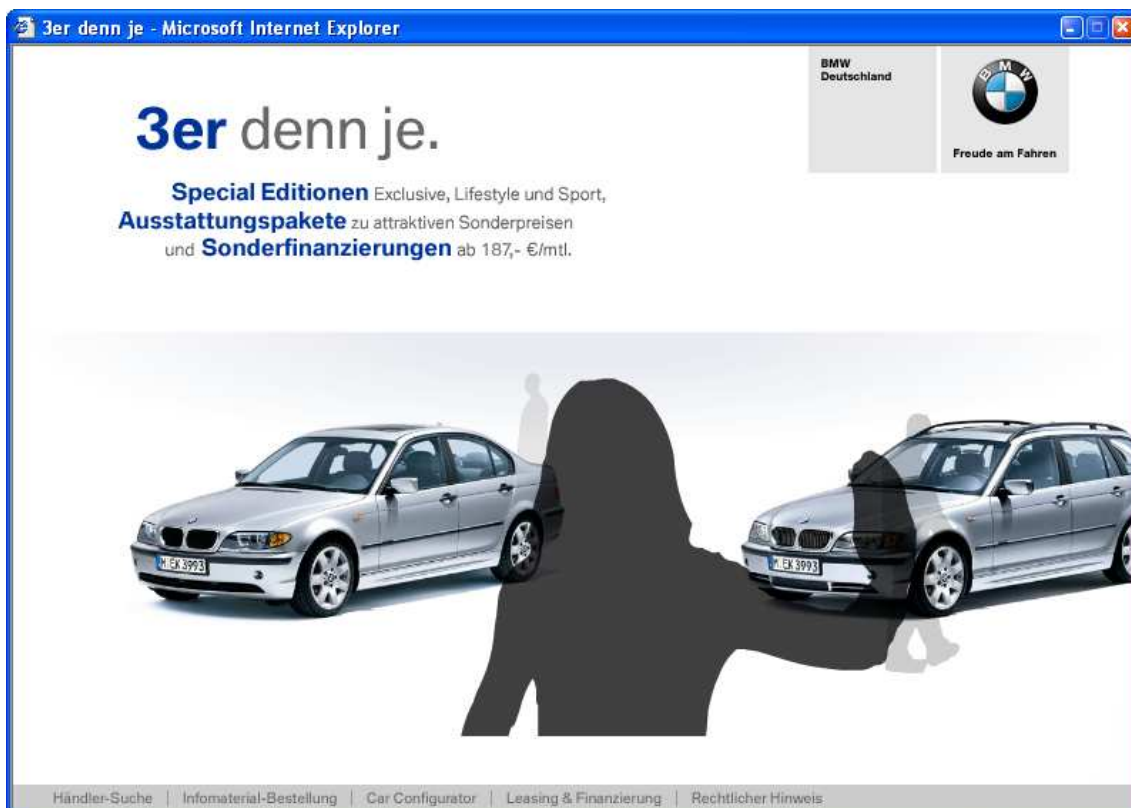 3er denn je - Microsoft Internet Explorer
BMW
Deutschland
BMW
Freude am Fahren
3er denn je.
Special Editionen Exclusive, Lifestyle und Sport,
Ausstattungspakete zu attraktiven Sonderpreisen
und Sonderfinanzierungen ab 187,- €/mtl.
M EK 3993
M EK 3993
Händler-Suche | Infomaterial-Bestellung | Car Configurator | Leasing & Finanzierung | Rechtlicher Hinweis